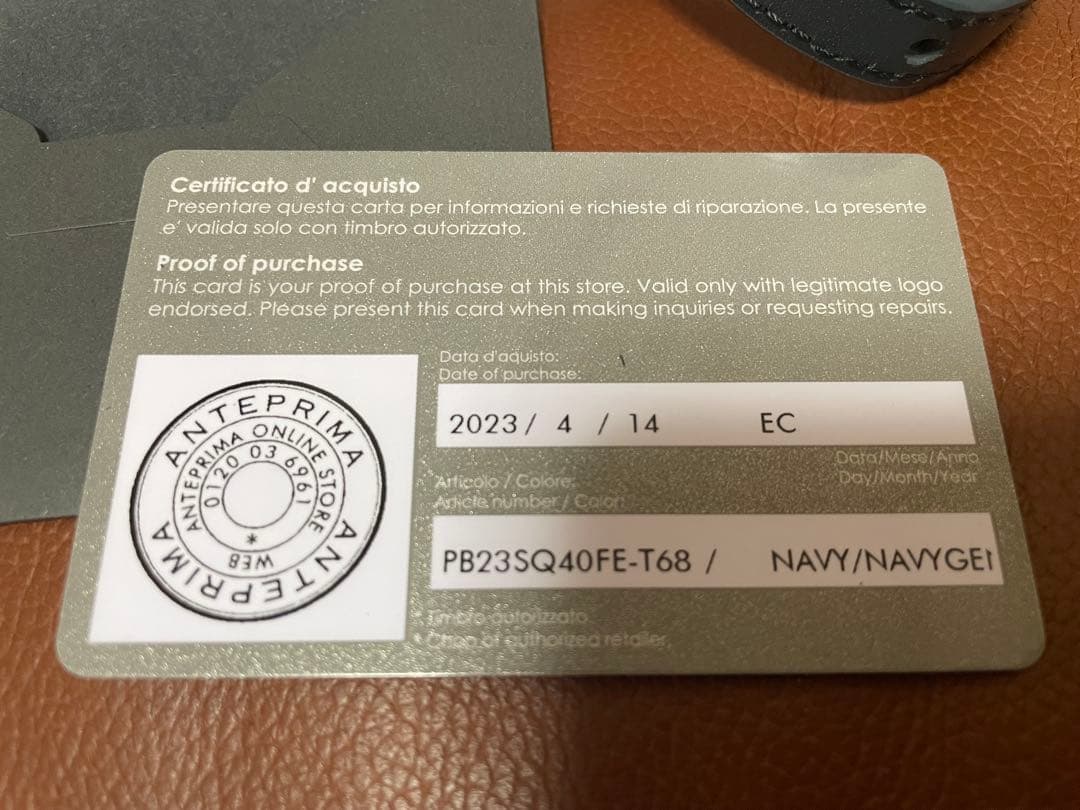 Certificato d' acquisto
Presentare questa carta per informazioni e richieste di riparazione. La presente
e' valida solo con timbro autorizzato.
Proof of purchase
This card is your proof of purchase at this store. Valid only with legitimate logo
endorsed. Please present this card when making inquiries or requesting repairs.
Data d'aquisto:
Date of purchase:
2023 / 4 / 14 EC
Data/Mese/Anno
Day/Month/Year
Articolo / Colore:
Article number / Color:
PB23SQ40FE-T68 / NAVY/NAVYGE
Timbro autorizzato
Chop of authorized retailer
ANTEPRIMA ANTEPRIMA
ANTEPRIMA ONLINE STORE
0120 03 6961
* WEB